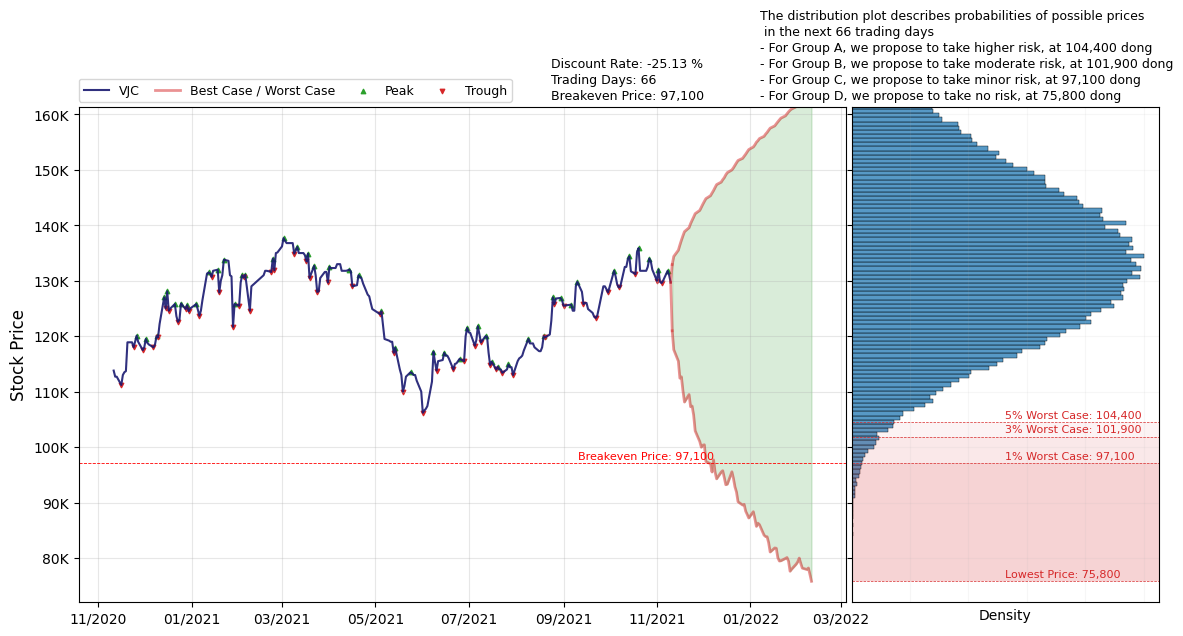 The distribution plot describes probabilities of possible prices
in the next 66 trading days
- For Group A, we propose to take higher risk, at 104,400 dong
- For Group B, we propose to take moderate risk, at 101,900 dong
- For Group C, we propose to take minor risk, at 97,100 dong
- For Group D, we propose to take no risk, at 75,800 dong
Discount Rate: -25.13 %
Trading Days: 66
Breakeven Price: 97,100
VJC
Best Case / Worst Case
Peak
Trough
Stock Price
160K
150K
140K
130K
120K
110K
100K
90K
80K
Breakeven Price: 97,100
11/2020
01/2021
03/2021
05/2021
07/2021
09/2021
11/2021
01/2022
03/2022
5% Worst Case: 104,400
3% Worst Case: 101,900
1% Worst Case: 97,100
Lowest Price: 75,800
Density